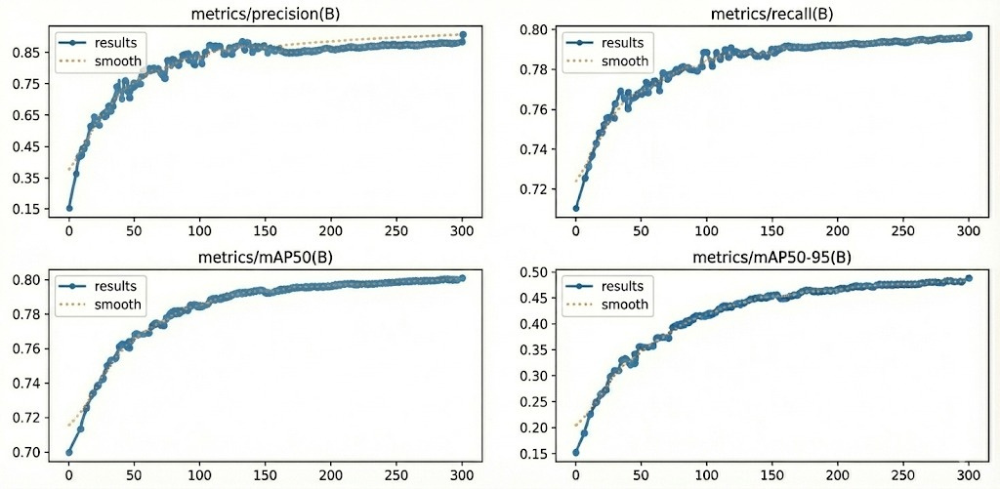 metrics/precision(B)
0.85
0.75
0.65
0.45
0.35
0.15
results
smooth
0 50 100 150 200 250 300
metrics/recall(B)
0.80
0.78
0.76
0.74
0.72
results
smooth
0 50 100 150 200 250 300
metrics/mAP50(B)
0.80
0.78
0.76
0.74
0.72
0.70
results
smooth
0 50 100 150 200 250 300
metrics/mAP50-95(B)
0.50
0.45
0.40
0.35
0.30
0.25
0.20
0.15
results
smooth
0 50 100 150 200 250 300